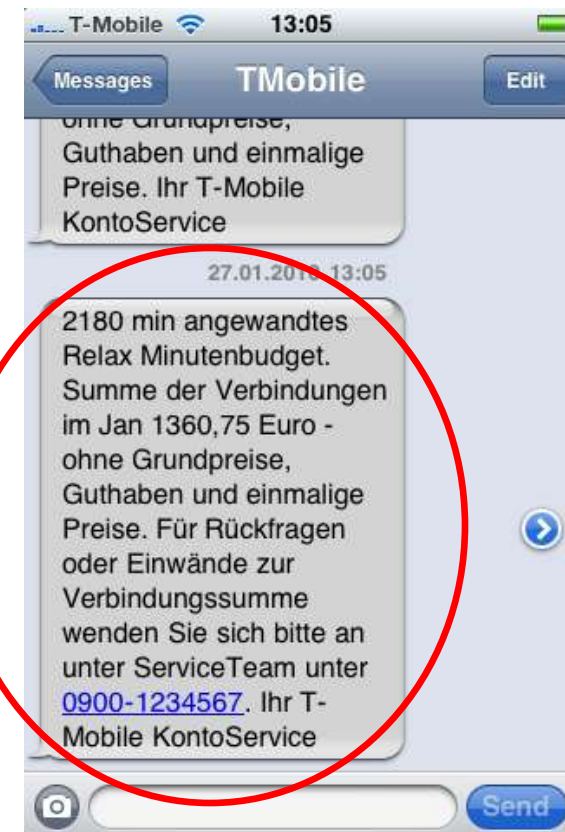 T-Mobile 13:05
Messages TMobile Edit
ohne Grundpreise,
Guthaben und einmalige
Preise. Ihr T-Mobile
KontoService
27.01.2010 13:05
2180 min angewandtes
Relax Minutenbudget.
Summe der Verbindungen
im Jan 1360,75 Euro -
ohne Grundpreise,
Guthaben und einmalige
Preise. Für Rückfragen
oder Einwände zur
Verbindungssumme
wenden Sie sich bitte an
unter ServiceTeam unter
0900-1234567. Ihr T-
Mobile KontoService
Send